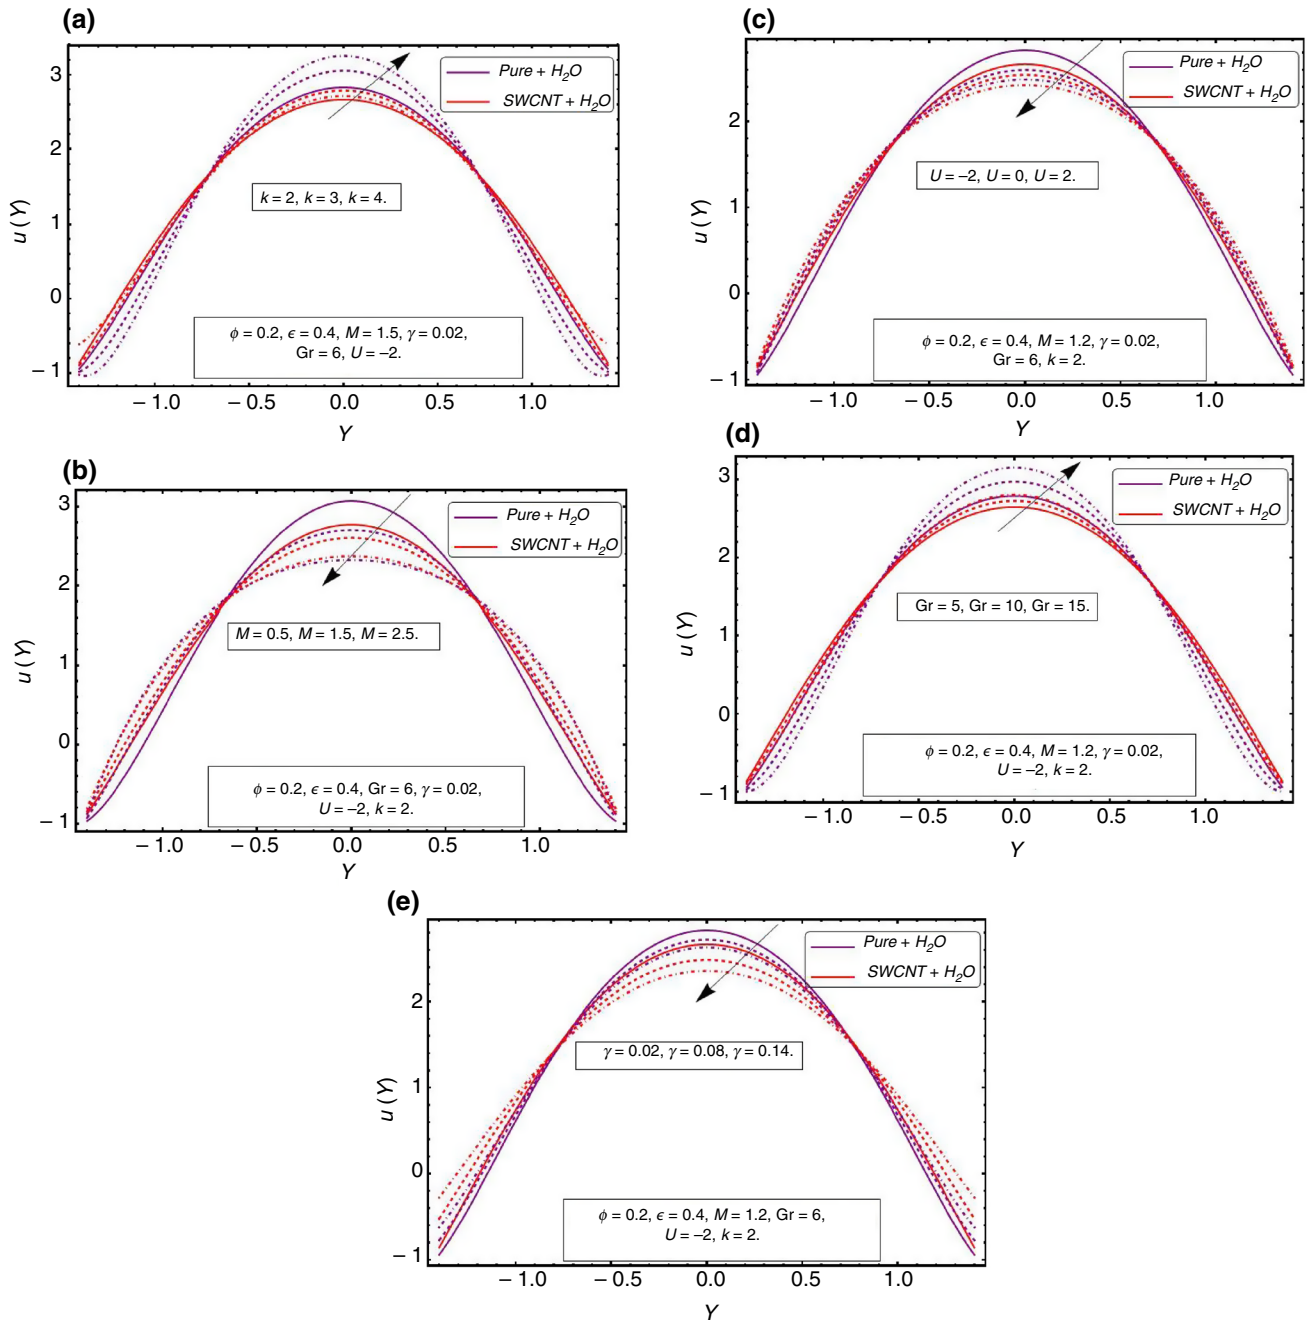 (a)
3
2
1
0
– 1
u (Y)
Pure + H2O
SWCNT + H2O
k = 2, k = 3, k = 4.
ϕ = 0.2, ϵ = 0.4, M = 1.5, γ = 0.02,
Gr = 6, U = –2.
– 1.0 – 0.5 0.0 0.5 1.0
Y
(b)
3
2
1
0
– 1
u (Y)
Pure + H2O
SWCNT + H2O
M = 0.5, M = 1.5, M = 2.5.
ϕ = 0.2, ϵ = 0.4, Gr = 6, γ = 0.02,
U = –2, k = 2.
– 1.0 – 0.5 0.0 0.5 1.0
Y
(c)
2
1
0
– 1
u (Y)
Pure + H2O
SWCNT + H2O
U = –2, U = 0, U = 2.
ϕ = 0.2, ϵ = 0.4, M = 1.2, γ = 0.02,
Gr = 6, k = 2.
– 1.0 – 0.5 0.0 0.5 1.0
Y
(d)
3
2
1
0
– 1
u (Y)
Pure + H2O
SWCNT + H2O
Gr = 5, Gr = 10, Gr = 15.
ϕ = 0.2, ϵ = 0.4, M = 1.2, γ = 0.02,
U = –2, k = 2.
– 1.0 – 0.5 0.0 0.5 1.0
Y
(e)
2
1
0
– 1
u (Y)
Pure + H2O
SWCNT + H2O
γ = 0.02, γ = 0.08, γ = 0.14.
ϕ = 0.2, ϵ = 0.4, M = 1.2, Gr = 6,
U = –2, k = 2.
– 1.0 – 0.5 0.0 0.5 1.0
Y